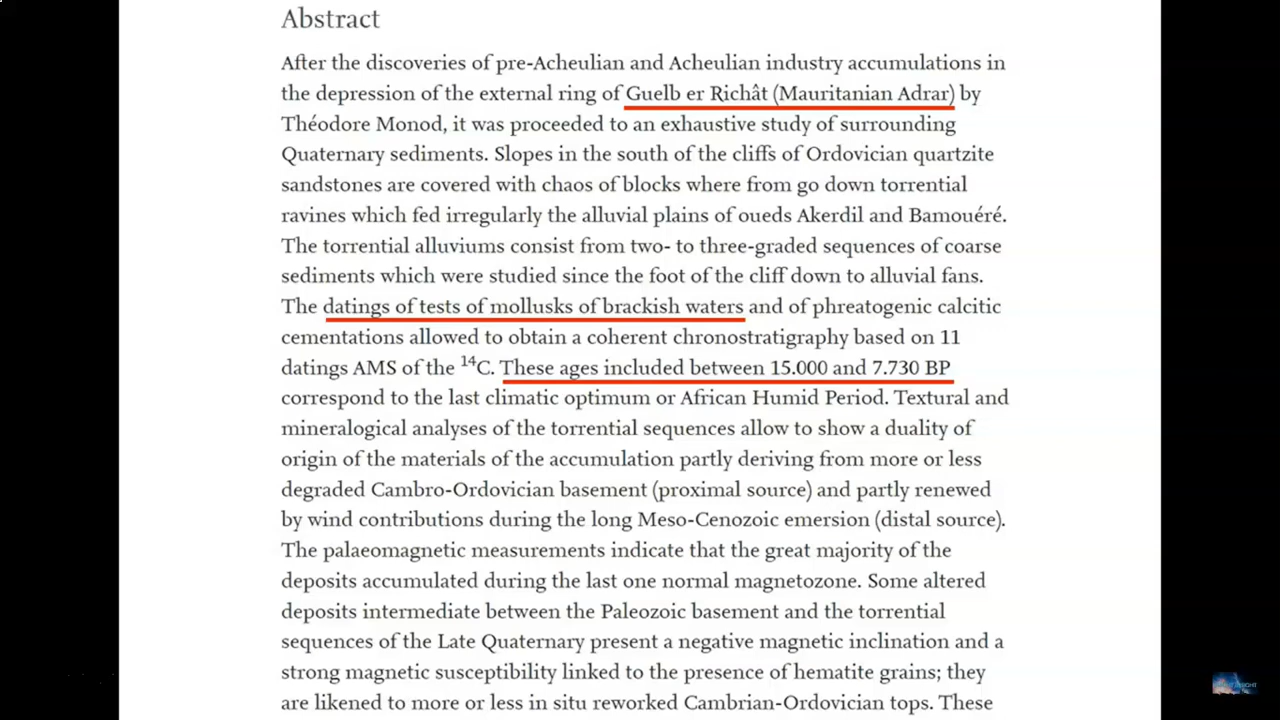 Abstract
After the discoveries of pre-Acheulian and Acheulian industry accumulations in
the depression of the external ring of Guelb er Richât (Mauritanian Adrar) by
Théodore Monod, it was proceeded to an exhaustive study of surrounding
Quaternary sediments. Slopes in the south of the cliffs of Ordovician quartzite
sandstones are covered with chaos of blocks where from go down torrential
ravines which fed irregularly the alluvial plains of oueds Akerdil and Bamouéré.
The torrential alluviums consist from two- to three-graded sequences of coarse
sediments which were studied since the foot of the cliff down to alluvial fans.
The datings of tests of mollusks of brackish waters and of phreatogenic calcitic
cementations allowed to obtain a coherent chronostratigraphy based on 11
datings AMS of the ¹⁴C. These ages included between 15.000 and 7.730 BP
correspond to the last climatic optimum or African Humid Period. Textural and
mineralogical analyses of the torrential sequences allow to show a duality of
origin of the materials of the accumulation partly deriving from more or less
degraded Cambro-Ordovician basement (proximal source) and partly renewed
by wind contributions during the long Meso-Cenozoic emersion (distal source).
The palaeomagnetic measurements indicate that the great majority of the
deposits accumulated during the last one normal magnetozone. Some altered
deposits intermediate between the Paleozoic basement and the torrential
sequences of the Late Quaternary present a negative magnetic inclination and a
strong magnetic susceptibility linked to the presence of hematite grains; they
are likened to more or less in situ reworked Cambrian-Ordovician tops. These